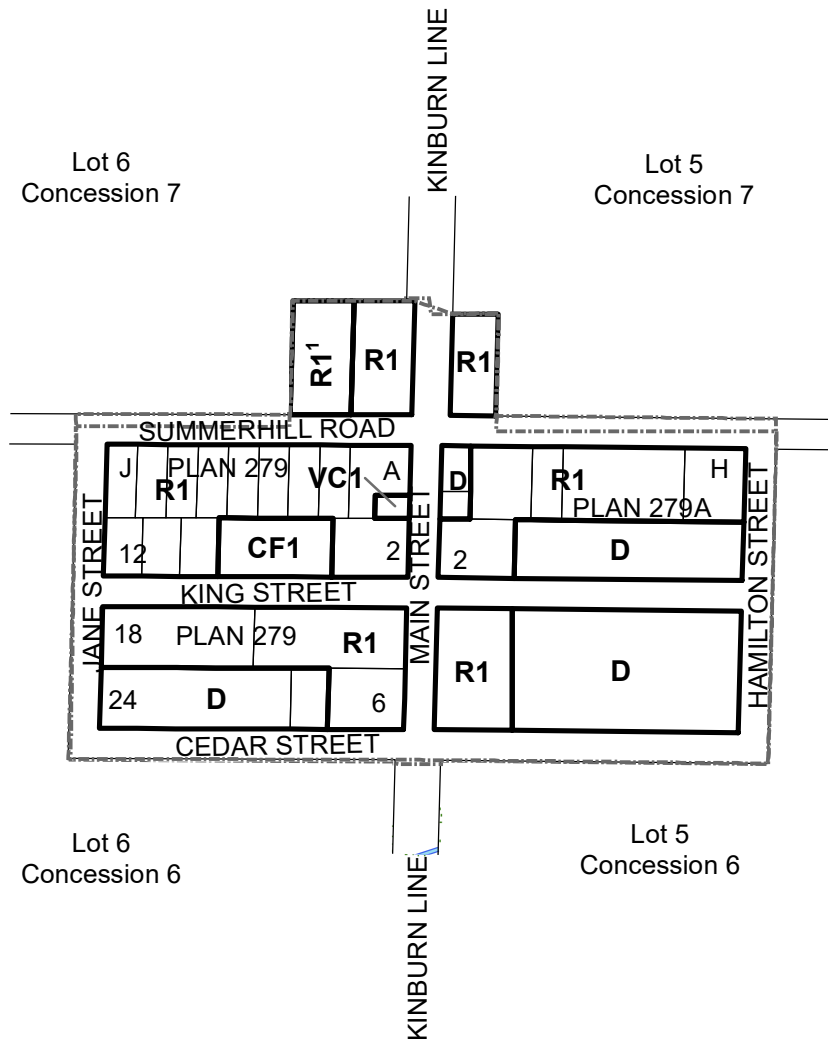 KINBURN LINE
Lot 6
Concession 7
Lot 5
Concession 7
R1¹
R1
R1
SUMMERHILL ROAD
J
PLAN 279
R1
VC1
A
D
R1
H
PLAN 279A
12
CF1
2
2
D
JANE STREET
MAIN STREET
HAMILTON STREET
KING STREET
18
PLAN 279
R1
R1
D
24
D
6
CEDAR STREET
Lot 6
Concession 6
Lot 5
Concession 6
KINBURN LINE